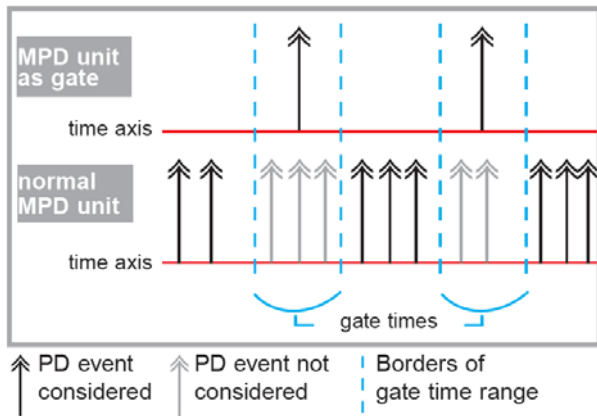 MPD unit
as gate
time axis
normal
MPD unit
time axis
gate times
PD event
considered
PD event not
considered
Borders of
gate time range